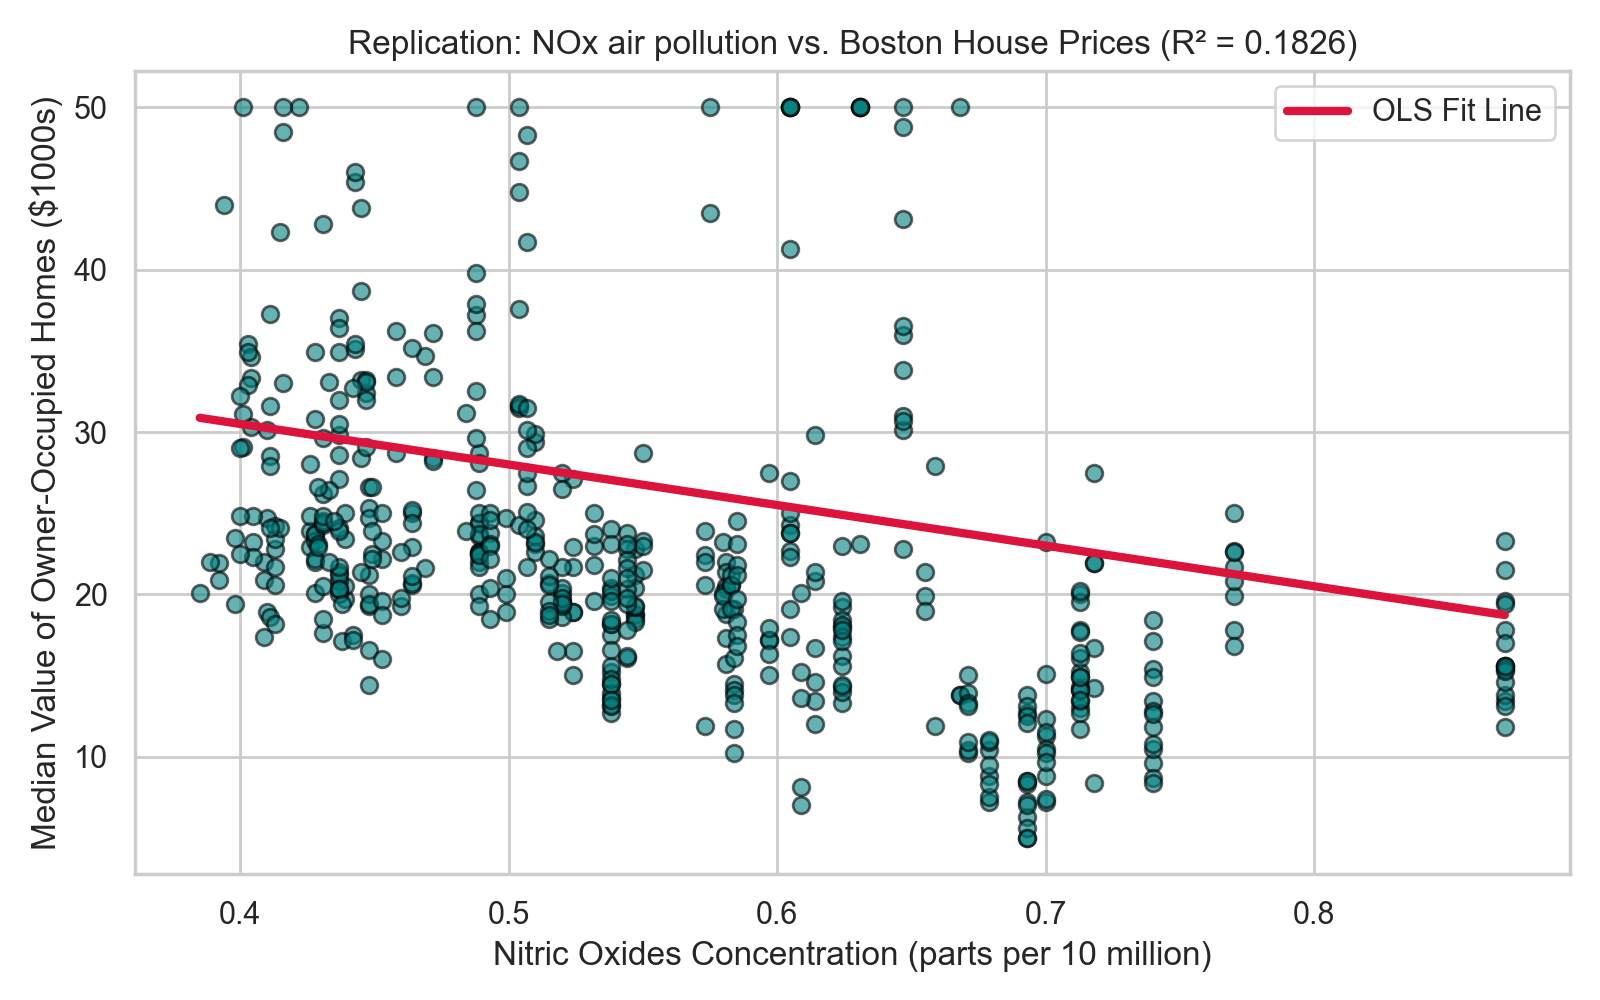 Replication: NOx air pollution vs. Boston House Prices (R² = 0.1826)
OLS Fit Line
Median Value of Owner-Occupied Homes ($1000s)
50
40
30
20
10
0.4 0.5 0.6 0.7 0.8
Nitric Oxides Concentration (parts per 10 million)